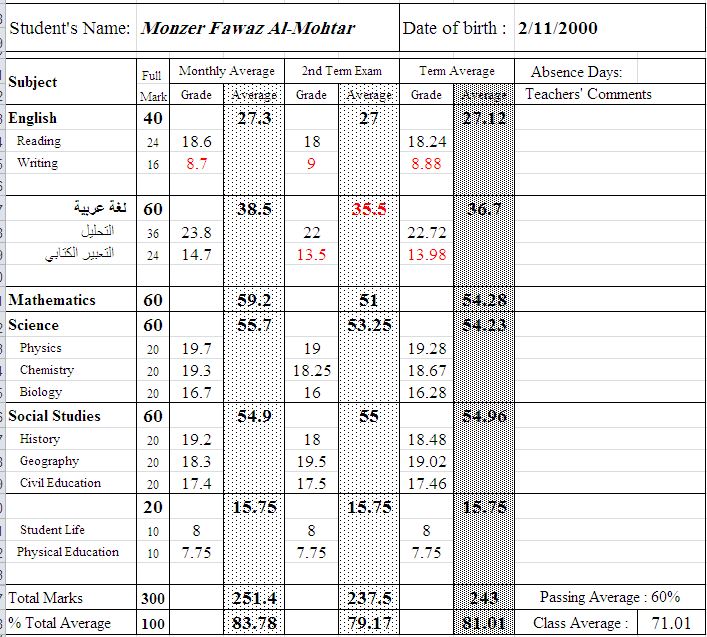 Student's Name: Monzer Fawaz Al-Mohtar Date of birth : 2/11/2000
Subject Full Mark Monthly Average 2nd Term Exam Term Average Absence Days:
Grade Average Grade Average Grade Average Teachers' Comments
English 40 27.3 27 27.12
Reading 24 18.6 18 18.24
Writing 16 8.7 9 8.88
لغة عربية 60 38.5 35.5 36.7
التحليل 36 23.8 22 22.72
التعبير الكتابي 24 14.7 13.5 13.98
Mathematics 60 59.2 51 54.28
Science 60 55.7 53.25 54.23
Physics 20 19.7 19 19.28
Chemistry 20 19.3 18.25 18.67
Biology 20 16.7 16 16.28
Social Studies 60 54.9 55 54.96
History 20 19.2 18 18.48
Geography 20 18.3 19.5 19.02
Civil Education 20 17.4 17.5 17.46
20 15.75 15.75 15.75
Student Life 10 8 8 8
Physical Education 10 7.75 7.75 7.75
Total Marks 300 251.4 237.5 243 Passing Average : 60%
% Total Average 100 83.78 79.17 81.01 Class Average : 71.01